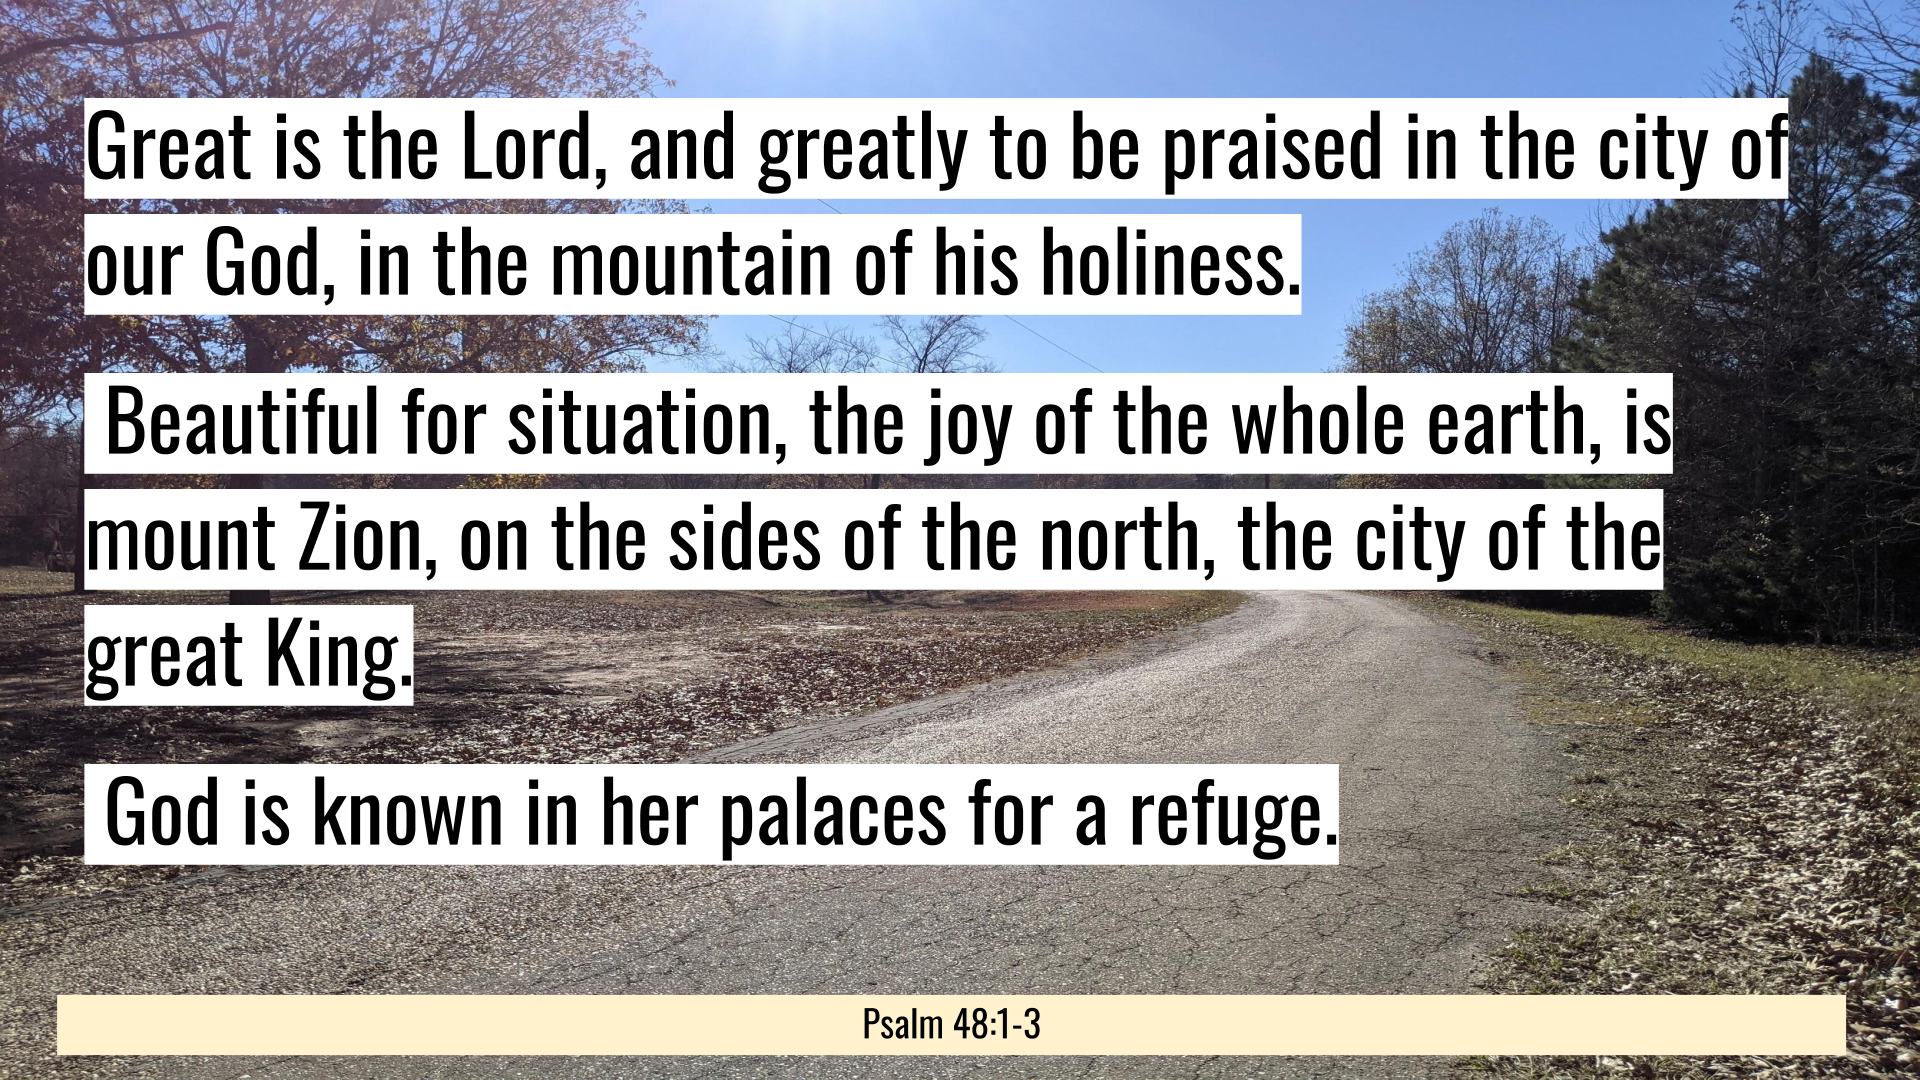 Great is the Lord, and greatly to be praised in the city of
our God, in the mountain of his holiness.
Beautiful for situation, the joy of the whole earth, is
mount Zion, on the sides of the north, the city of the
great King.
God is known in her palaces for a refuge.
Psalm 48:1-3